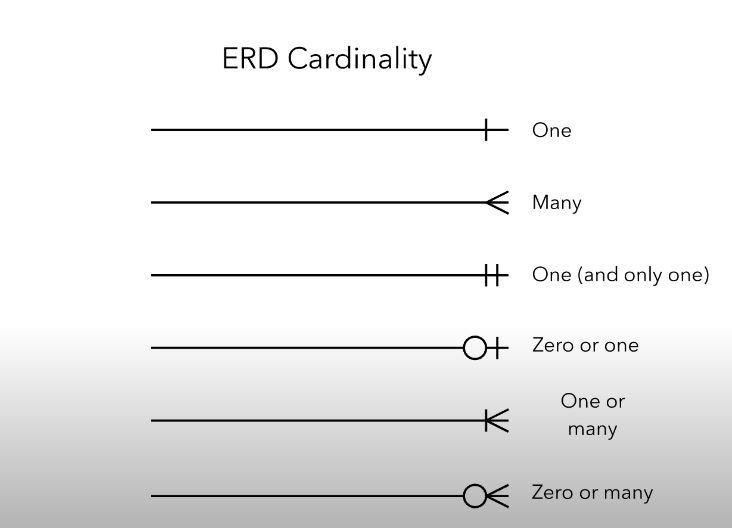 ERD Cardinality
One
Many
One (and only one)
Zero or one
One or
many
Zero or many